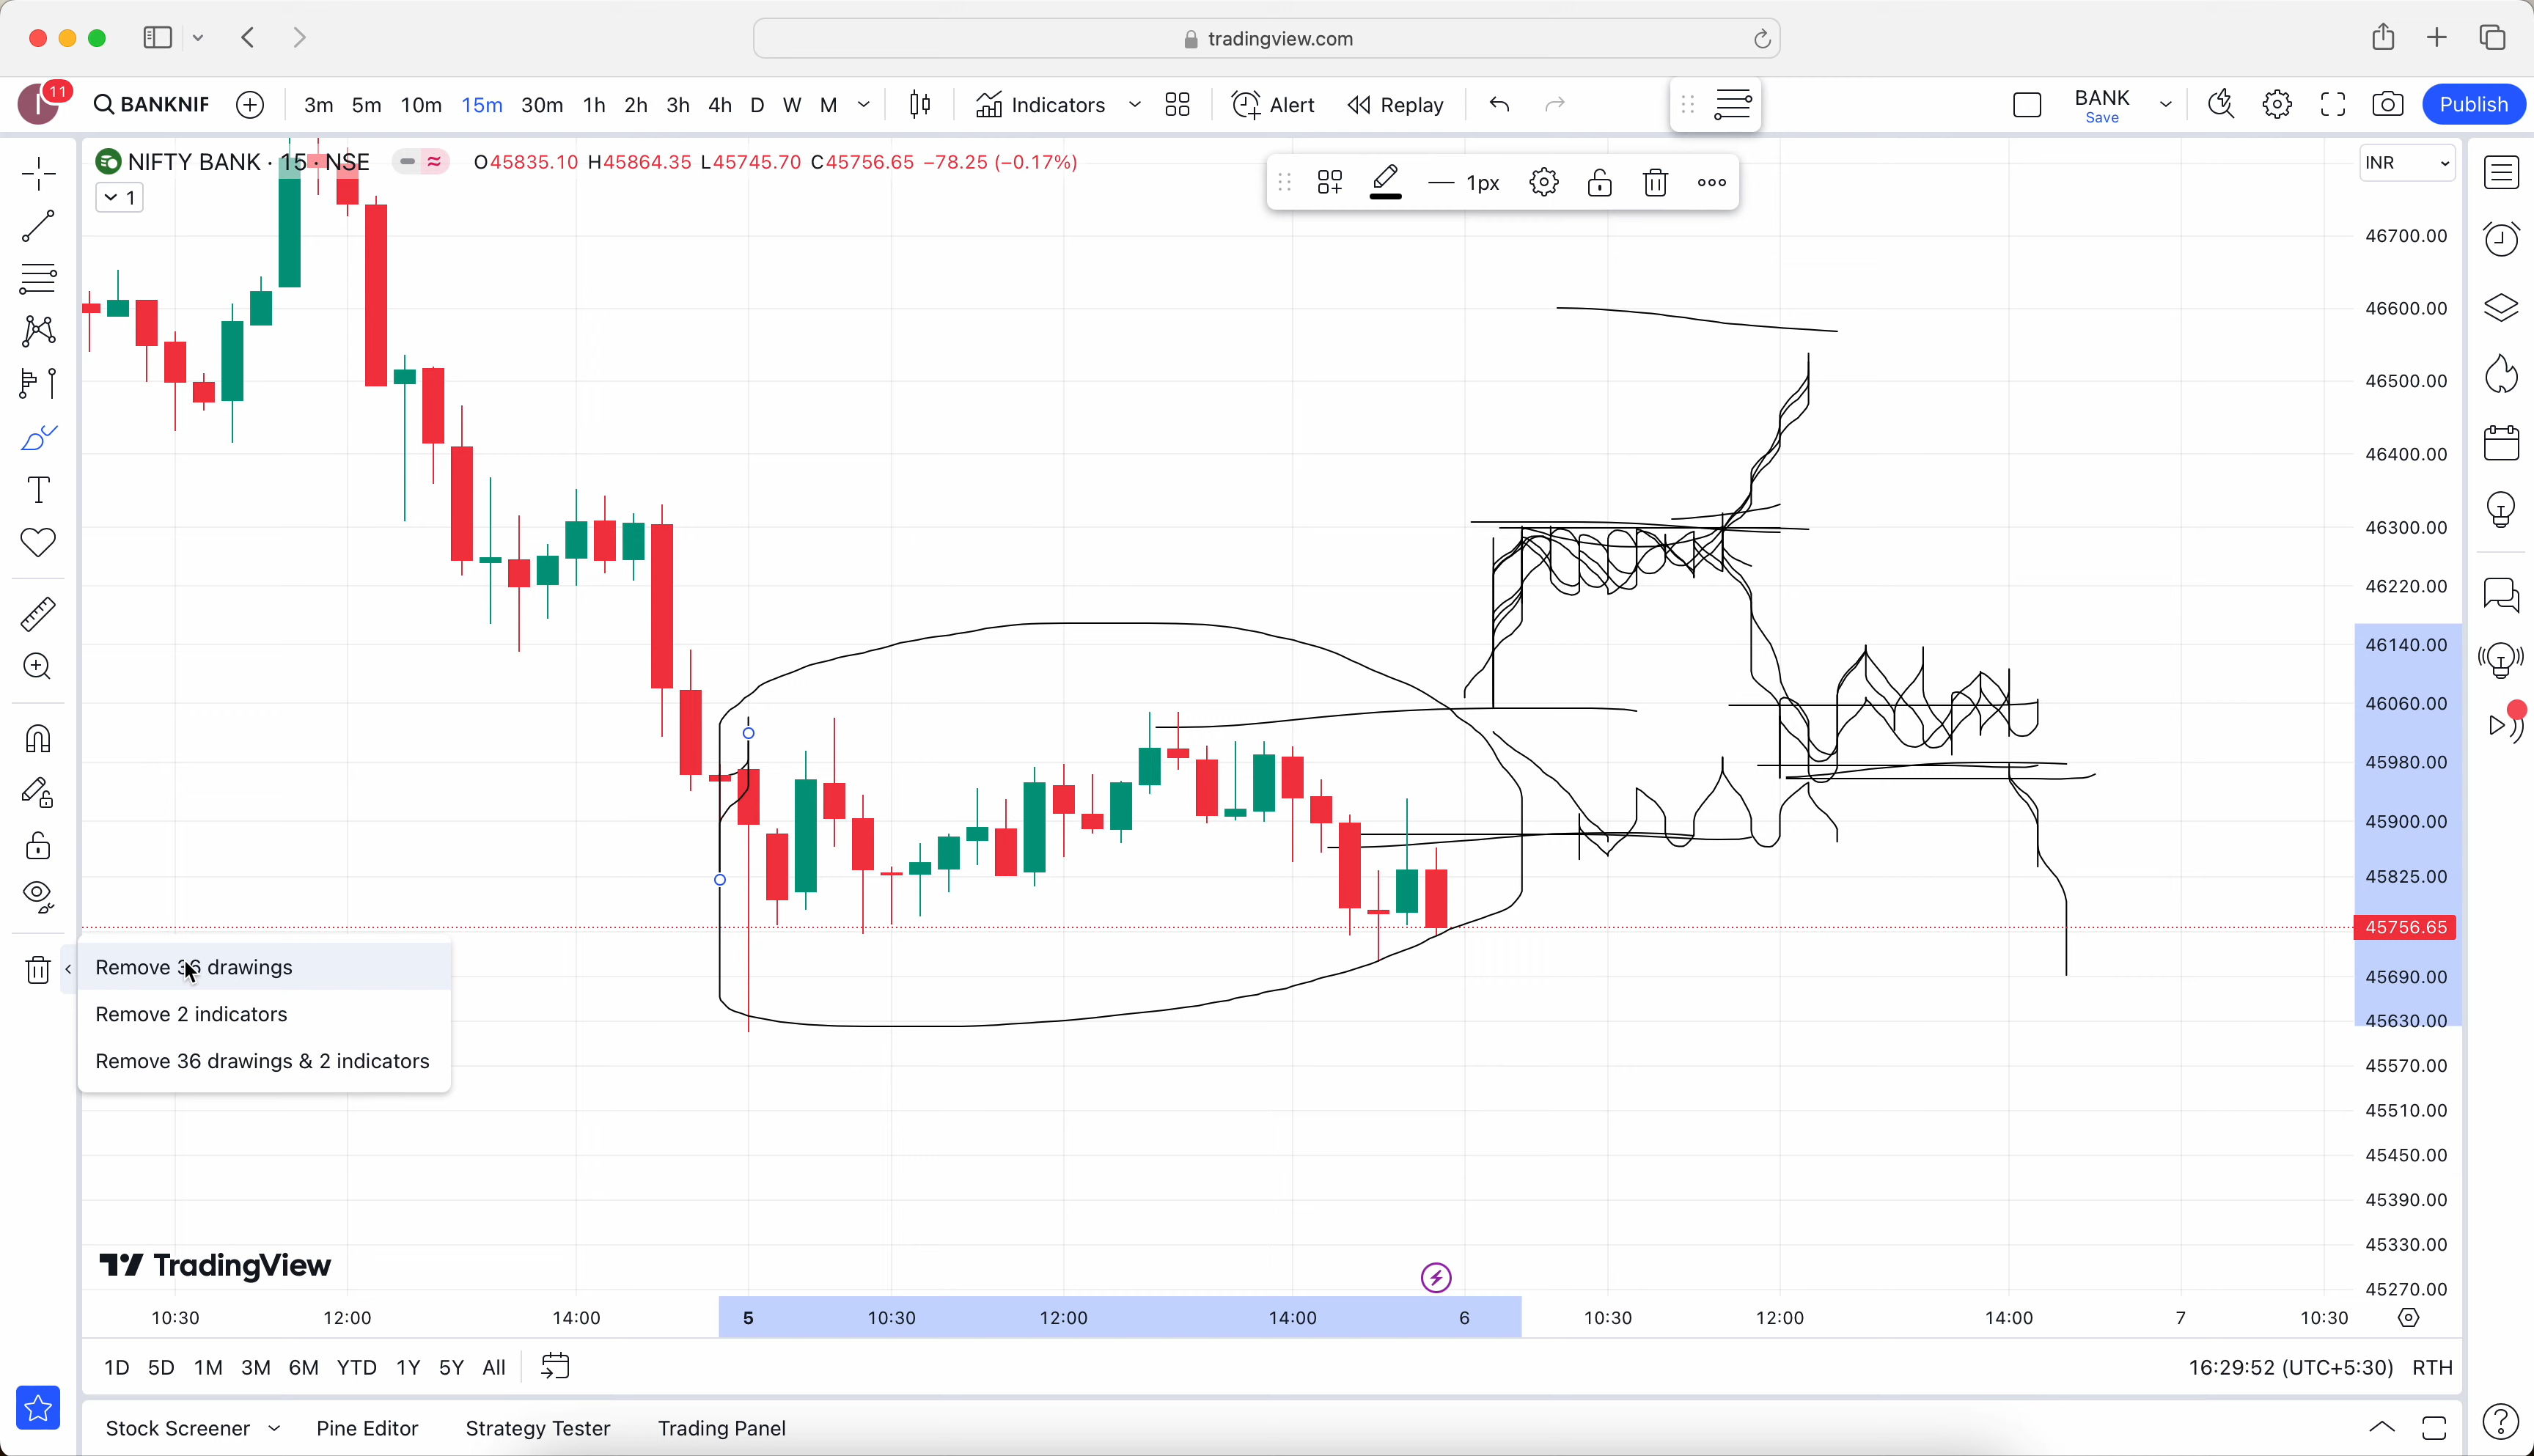 tradingview.com
11
BANKNIF 3m 5m 10m 15m 30m 1h 2h 3h 4h D W M Indicators Alert Replay BANK Save Publish
NIFTY BANK · 15 · NSE O45835.10 H45864.35 L45745.70 C45756.65 −78.25 (−0.17%)
1px
INR
1
46700.00
46600.00
46500.00
46400.00
46300.00
46220.00
46140.00
46060.00
45980.00
45900.00
45825.00
45756.65
45690.00
45630.00
45570.00
45510.00
45450.00
45390.00
45330.00
45270.00
Remove 36 drawings
Remove 2 indicators
Remove 36 drawings & 2 indicators
TradingView
10:30 12:00 14:00 5 10:30 12:00 14:00 6 10:30 12:00 14:00 7 10:30
1D 5D 1M 3M 6M YTD 1Y 5Y All 16:29:52 (UTC+5:30) RTH
Stock Screener Pine Editor Strategy Tester Trading Panel